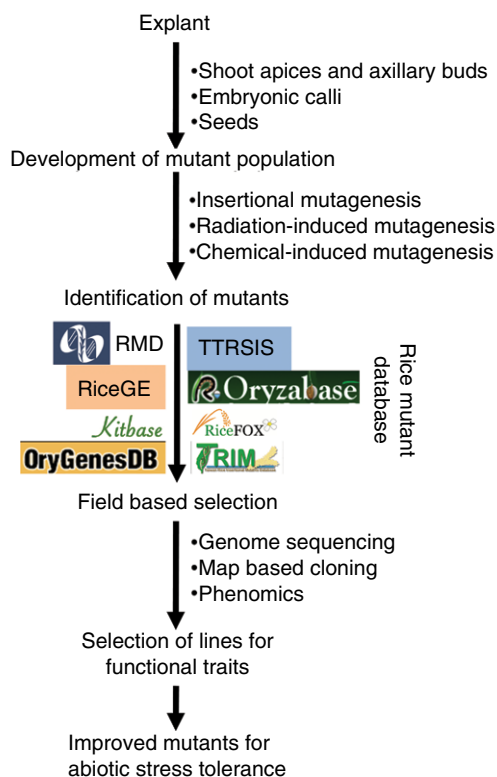 Explant
•Shoot apices and axillary buds
•Embryonic calli
•Seeds
Development of mutant population
•Insertional mutagenesis
•Radiation-induced mutagenesis
•Chemical-induced mutagenesis
Identification of mutants
RMD
TTRSIS
RiceGE
Oryzabase
Kitbase
RiceFOX
OryGenesDB
TRIM
Rice mutant
database
Field based selection
•Genome sequencing
•Map based cloning
•Phenomics
Selection of lines for
functional traits
Improved mutants for
abiotic stress tolerance